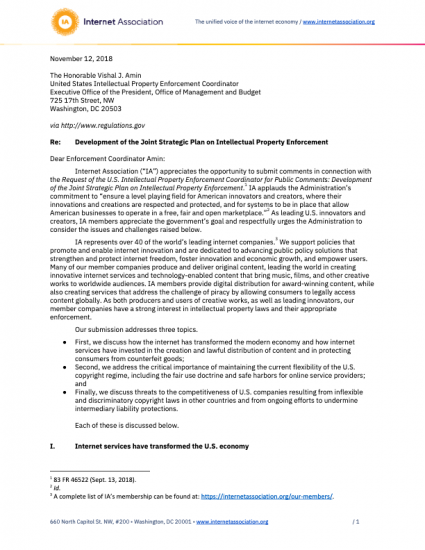 IA Internet Association
The unified voice of the internet economy / www.internetassociation.org
November 12, 2018
The Honorable Vishal J. Amin
United States Intellectual Property Enforcement Coordinator
Executive Office of the President, Office of Management and Budget
725 17th Street, NW
Washington, DC 20503
via http://www.regulations.gov
Re: Development of the Joint Strategic Plan on Intellectual Property Enforcement
Dear Enforcement Coordinator Amin:
Internet Association ("IA") appreciates the opportunity to submit comments in connection with
the Request of the U.S. Intellectual Property Enforcement Coordinator for Public Comments: Development
of the Joint Strategic Plan on Intellectual Property Enforcement.1 IA applauds the Administration's
commitment to "ensure a level playing field for American innovators and creators, where their
innovations and creations are respected and protected, and for systems to be in place that allow
American businesses to operate in a free, fair and open marketplace."2 As leading U.S. innovators and
creators, IA members appreciate the government's goal and respectfully urges the Administration to
consider the issues and challenges raised below.
IA represents over 40 of the world's leading internet companies.3 We support policies that
promote and enable internet innovation and are dedicated to advancing public policy solutions that
strengthen and protect internet freedom, foster innovation and economic growth, and empower users.
Many of our member companies produce and deliver original content, leading the world in creating
innovative internet services and technology-enabled content that bring music, films, and other creative
works to worldwide audiences. IA members provide digital distribution for award-winning content, while
also creating services that address the challenge of piracy by allowing consumers to legally access
content globally. As both producers and users of creative works, as well as leading innovators, our
member companies have a strong interest in intellectual property laws and their appropriate
enforcement.
Our submission addresses three topics.
● First, we discuss how the internet has transformed the modern economy and how internet
services have invested in the creation and lawful distribution of content and in protecting
consumers from counterfeit goods;
● Second, we address the critical importance of maintaining the current flexibility of the U.S.
copyright regime, including the fair use doctrine and safe harbors for online service providers;
and
● Finally, we discuss threats to the competitiveness of U.S. companies resulting from inflexible
and discriminatory copyright laws in other countries and from ongoing efforts to undermine
intermediary liability protections.
Each of these is discussed below.
I. Internet services have transformed the U.S. economy
1 83 FR 46522 (Sept. 13, 2018).
2 Id.
3 A complete list of IA's membership can be found at: https://internetassociation.org/our-members/.
660 North Capitol St. NW, #200 • Washington, DC 20001 • www.internetassociation.org / 1